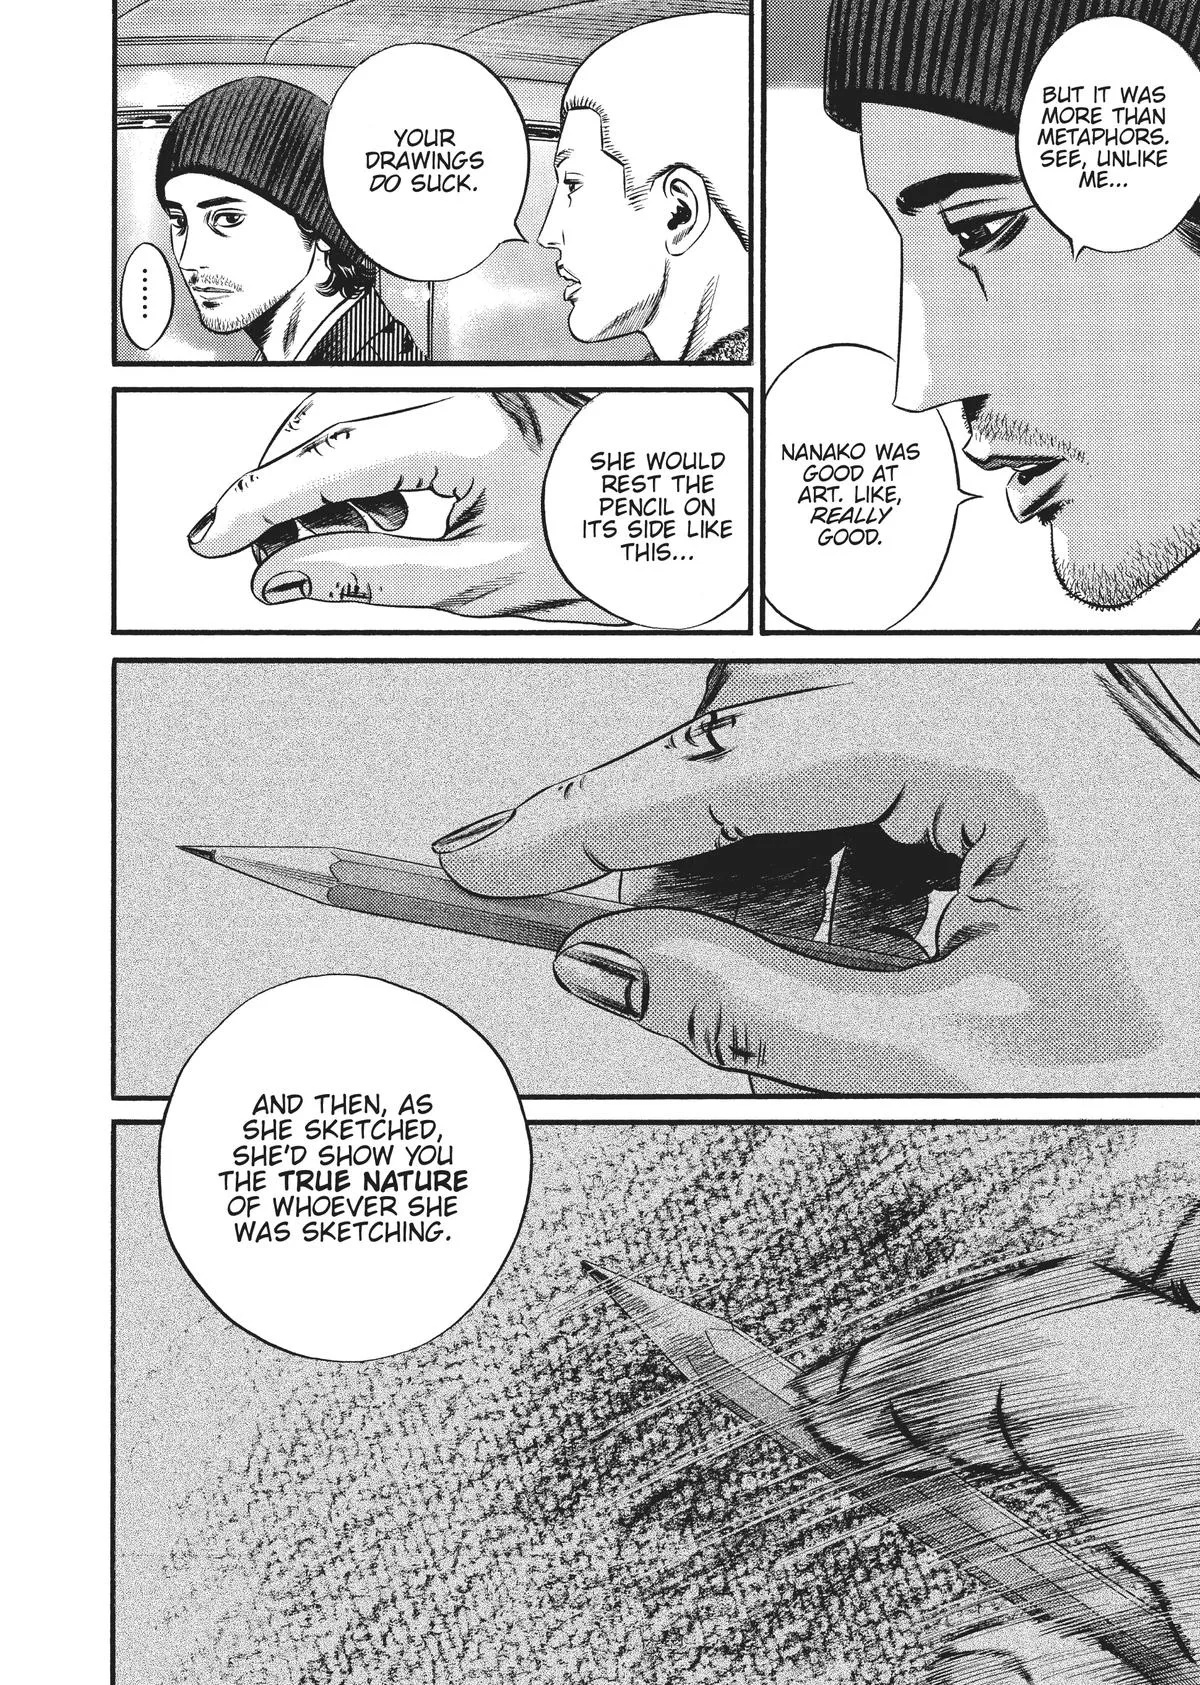 BUT IT WAS
MORE THAN
METAPHORS.
SEE, UNLIKE
ME...
NANAKO WAS
GOOD AT
ART. LIKE,
REALLY
GOOD.
YOUR
DRAWINGS
DO SUCK.
......
SHE WOULD
REST THE
PENCIL ON
ITS SIDE LIKE
THIS...
AND THEN, AS
SHE SKETCHED,
SHE'D SHOW YOU
THE TRUE NATURE
OF WHOEVER SHE
WAS SKETCHING.